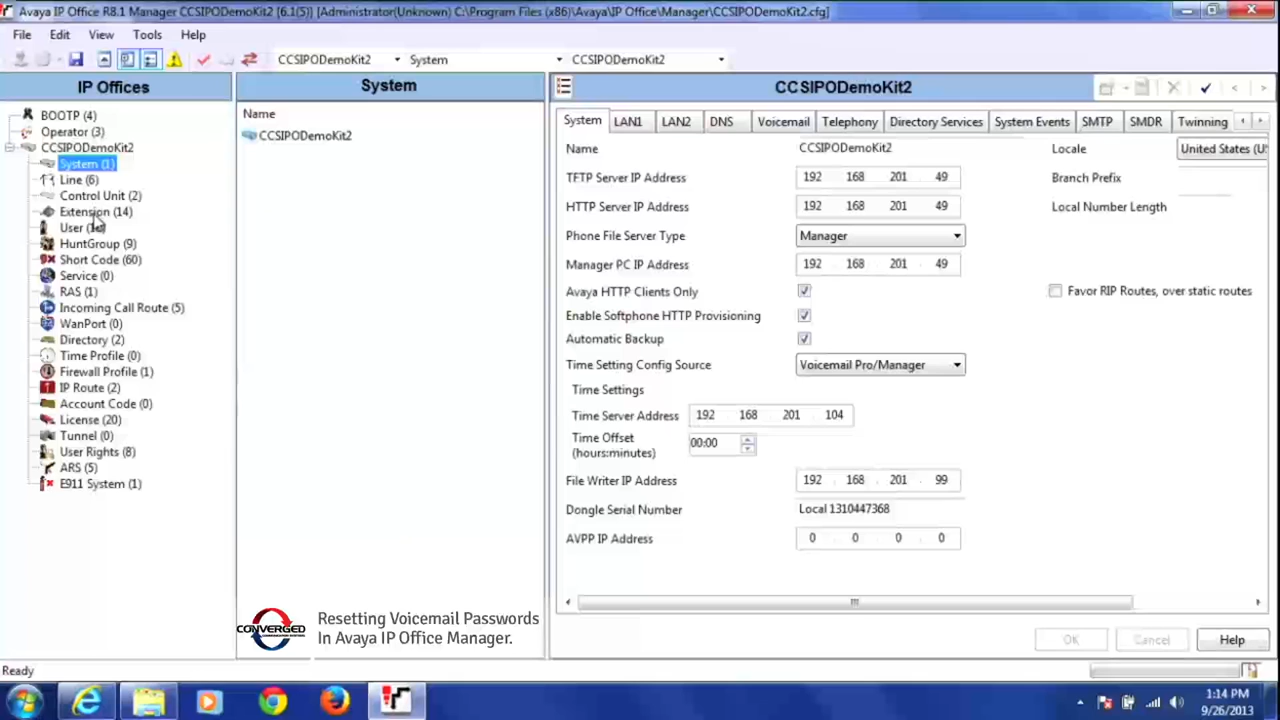 Avaya IP Office R8.1 Manager CCSIPODemoKit2 [6.1(5)] [Administrator(Unknown) C:\Program Files (x86)\Avaya\IP Office\Manager\CCSIPODemoKit2.cfg]
File Edit View Tools Help
CCSIPODemoKit2 System CCSIPODemoKit2
IP Offices
BOOTP (4)
Operator (3)
CCSIPODemoKit2
System (1)
Line (6)
Control Unit (2)
Extension (14)
User
HuntGroup (9)
Short Code (60)
Service (0)
RAS (1)
Incoming Call Route (5)
WanPort (0)
Directory (2)
Time Profile (0)
Firewall Profile (1)
IP Route (2)
Account Code (0)
License (20)
Tunnel (0)
User Rights (8)
ARS (5)
E911 System (1)
System
Name
CCSIPODemoKit2
CCSIPODemoKit2
System LAN1 LAN2 DNS Voicemail Telephony Directory Services System Events SMTP SMDR Twinning
Name CCSIPODemoKit2 Locale United States (US
TFTP Server IP Address 192 168 201 49 Branch Prefix
HTTP Server IP Address 192 168 201 49 Local Number Length
Phone File Server Type Manager
Manager PC IP Address 192 168 201 49
Avaya HTTP Clients Only Favor RIP Routes, over static routes
Enable Softphone HTTP Provisioning
Automatic Backup
Time Setting Config Source Voicemail Pro/Manager
Time Settings
Time Server Address 192 168 201 104
Time Offset
(hours:minutes) 00:00
File Writer IP Address 192 168 201 99
Dongle Serial Number Local 1310447368
AVPP IP Address 0 0 0 0
CONVERGED
Resetting Voicemail Passwords
In Avaya IP Office Manager.
OK Cancel Help
Ready
1:14 PM
9/26/2013